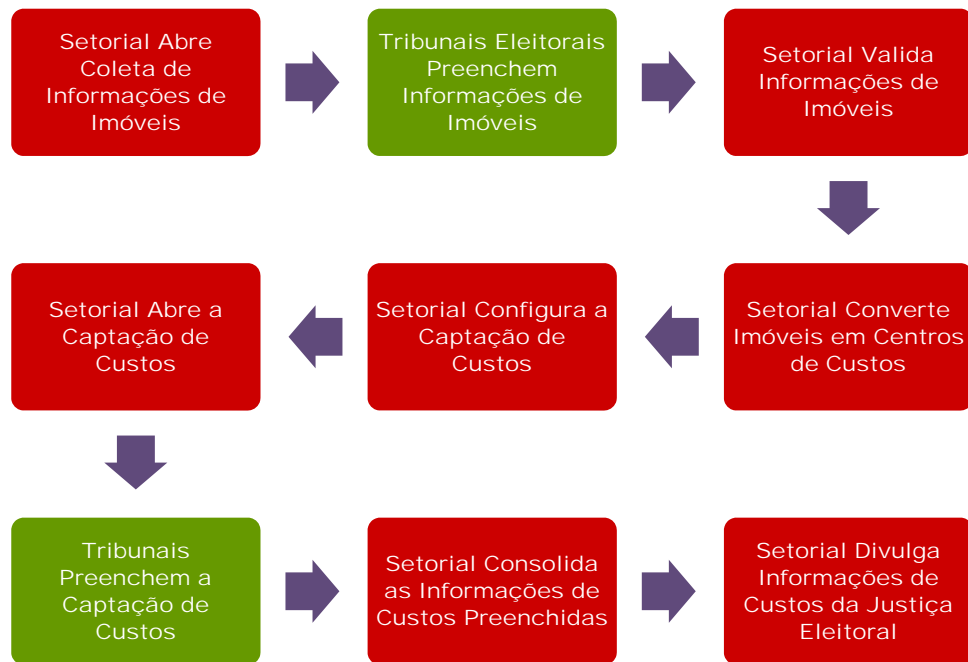 Setorial Abre
Coleta de
Informações de
Imóveis
Tribunais Eleitorais
Preenchem
Informações de
Imóveis
Setorial Valida
Informações de
Imóveis
Setorial Converte
Imóveis em Centros
de Custos
Setorial Configura a
Captação de
Custos
Setorial Abre a
Captação de
Custos
Tribunais
Preenchem a
Captação de
Custos
Setorial Consolida
as Informações de
Custos Preenchidas
Setorial Divulga
Informações de
Custos da Justiça
Eleitoral